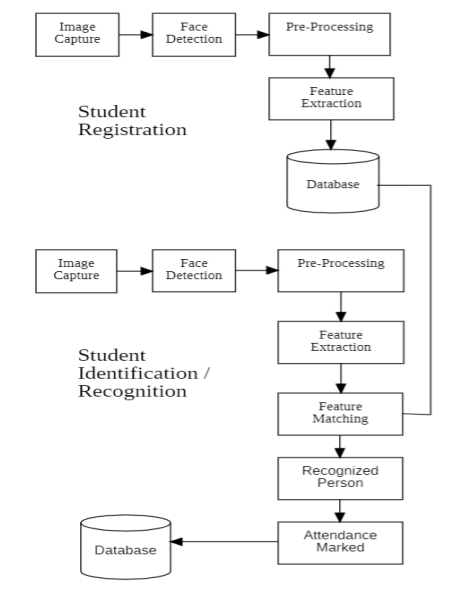 Image
Capture
Face
Detection
Pre-Processing
Feature
Extraction
Student
Registration
Database
Image
Capture
Face
Detection
Pre-Processing
Feature
Extraction
Student
Identification /
Recognition
Feature
Matching
Recognized
Person
Attendance
Marked
Database